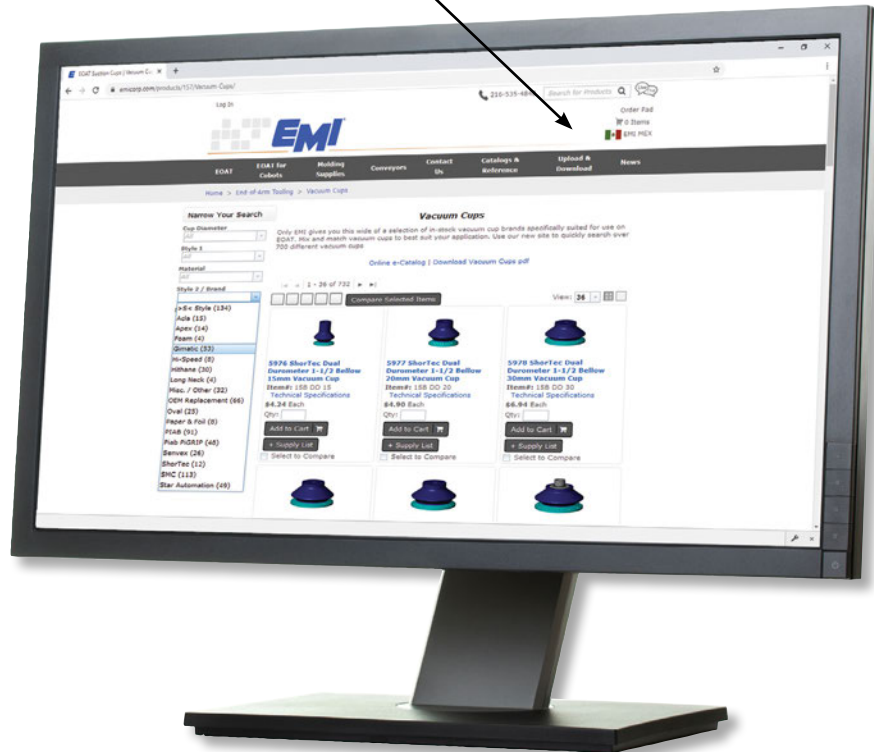 EOAT Suction Cups | Vacuum C
emicorp.com/products/157/Vacuum-Cups/
Log In
216-535-484
Search for Products
Order Pad
0 Items
EMI MEX
EMI
EOAT
EOAT for
Cobots
Molding
Supplies
Conveyors
Contact
Us
Catalogs &
Reference
Upload &
Download
News
Home > End-of-Arm Tooling > Vacuum Cups
Narrow Your Search
Cup Diameter
All
Style 1
All
Material
All
Style 2 / Brand
>5< Style (134)
Acla (15)
Apex (14)
Foam (4)
Gimatic (53)
Hi-Speed (8)
Hithane (30)
Long Neck (4)
Misc. / Other (32)
OEM Replacement (66)
Oval (25)
Paper & Foil (8)
PIAB (91)
Piab PiGRIP (48)
Senvex (26)
ShorTec (12)
SMC (113)
Star Automation (49)
Vacuum Cups
Only EMI gives you this wide of a selection of in-stock vacuum cup brands specifically suited for use on
EOAT. Mix and match vacuum cups to best suit your application. Use our new site to quickly search over
700 different vacuum cups
Online e-Catalog | Download Vacuum Cups pdf
1 - 36 of 732
Compare Selected Items
View: 36
5976 ShorTec Dual
Durometer 1-1/2 Bellow
15mm Vacuum Cup
Item#: 158 DD 15
Technical Specifications
$4.24 Each
Qty:
Add to Cart
+ Supply List
Select to Compare
5977 ShorTec Dual
Durometer 1-1/2 Bellow
20mm Vacuum Cup
Item#: 158 DD 20
Technical Specifications
$4.90 Each
Qty:
Add to Cart
+ Supply List
Select to Compare
5978 ShorTec Dual
Durometer 1-1/2 Bellow
30mm Vacuum Cup
Item#: 158 DD 30
Technical Specifications
$6.94 Each
Qty:
Add to Cart
+ Supply List
Select to Compare